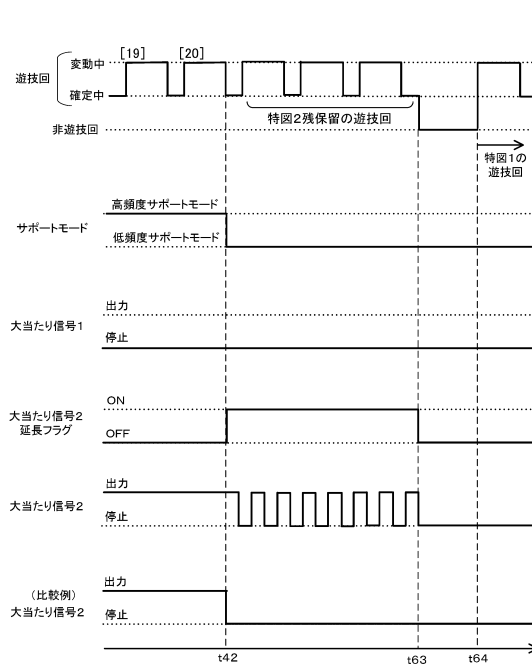 [19] [20]
遊技回
変動中
確定中
特図2残保留の遊技回
非遊技回
特図1の
遊技回
高頻度サポートモード
サポートモード
低頻度サポートモード
出力
大当たり信号1
停止
ON
大当たり信号2
延長フラグ
OFF
出力
大当たり信号2
停止
出力
(比較例)
大当たり信号2
停止
t42 t63 t64